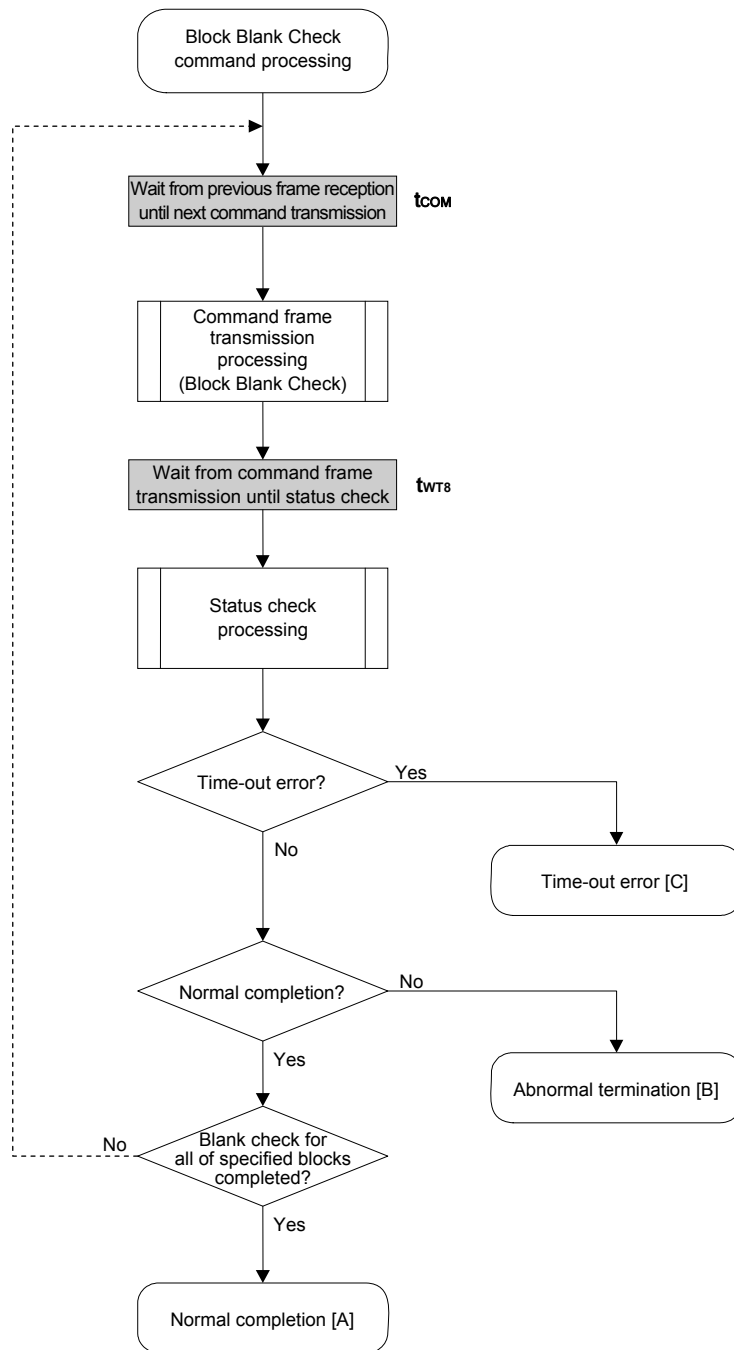 Block Blank Check
command processing
Wait from previous frame reception
until next command transmission
tCOM
Command frame
transmission
processing
(Block Blank Check)
Wait from command frame
transmission until status check
tWT8
Status check
processing
Time-out error?
Yes
No
Time-out error [C]
Normal completion?
No
Yes
Abnormal termination [B]
No
Blank check for
all of specified blocks
completed?
Yes
Normal completion [A]